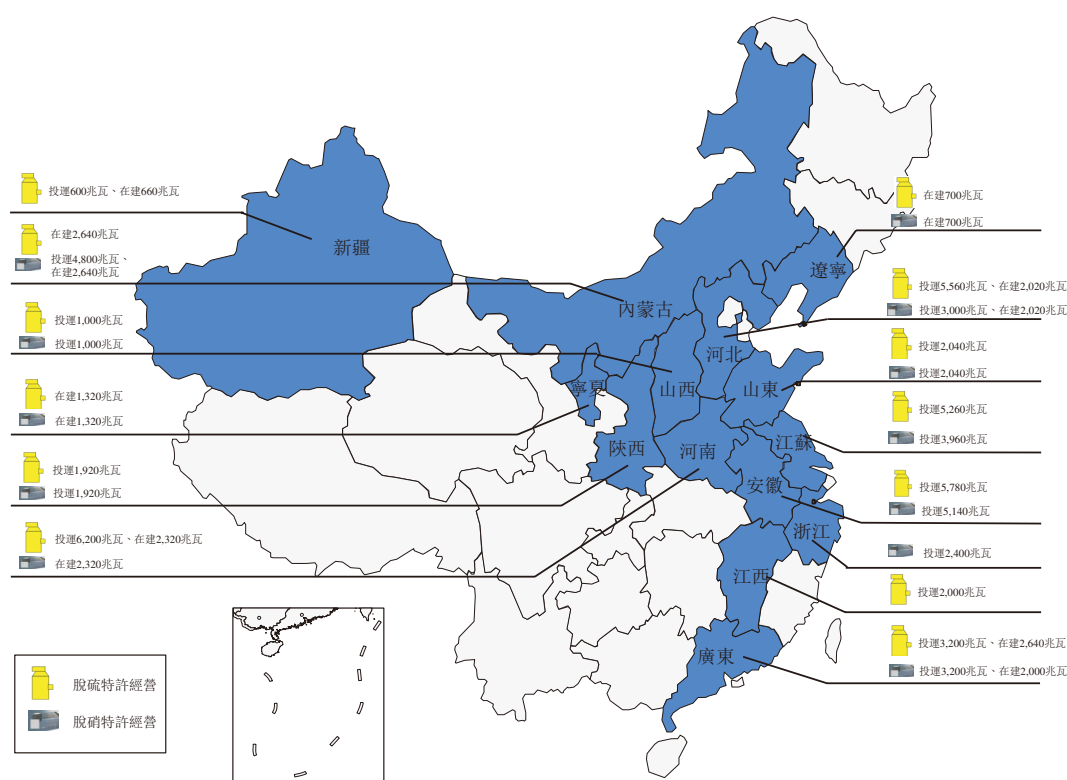 投運600兆瓦、在建660兆瓦
在建2,640兆瓦
投運4,800兆瓦、
在建2,640兆瓦
投運1,000兆瓦
投運1,000兆瓦
在建1,320兆瓦
在建1,320兆瓦
投運1,920兆瓦
投運1,920兆瓦
投運6,200兆瓦、在建2,320兆瓦
在建2,320兆瓦
新疆
內蒙古
遼寧
河北
山西
山東
寧夏
陝西
河南
江蘇
安徽
浙江
江西
廣東
在建700兆瓦
在建700兆瓦
投運5,560兆瓦、在建2,020兆瓦
投運3,000兆瓦、在建2,020兆瓦
投運2,040兆瓦
投運2,040兆瓦
投運5,260兆瓦
投運3,960兆瓦
投運5,780兆瓦
投運5,140兆瓦
投運2,400兆瓦
投運2,000兆瓦
投運3,200兆瓦、在建2,640兆瓦
投運3,200兆瓦、在建2,000兆瓦
脫硫特許經營
脫硝特許經營